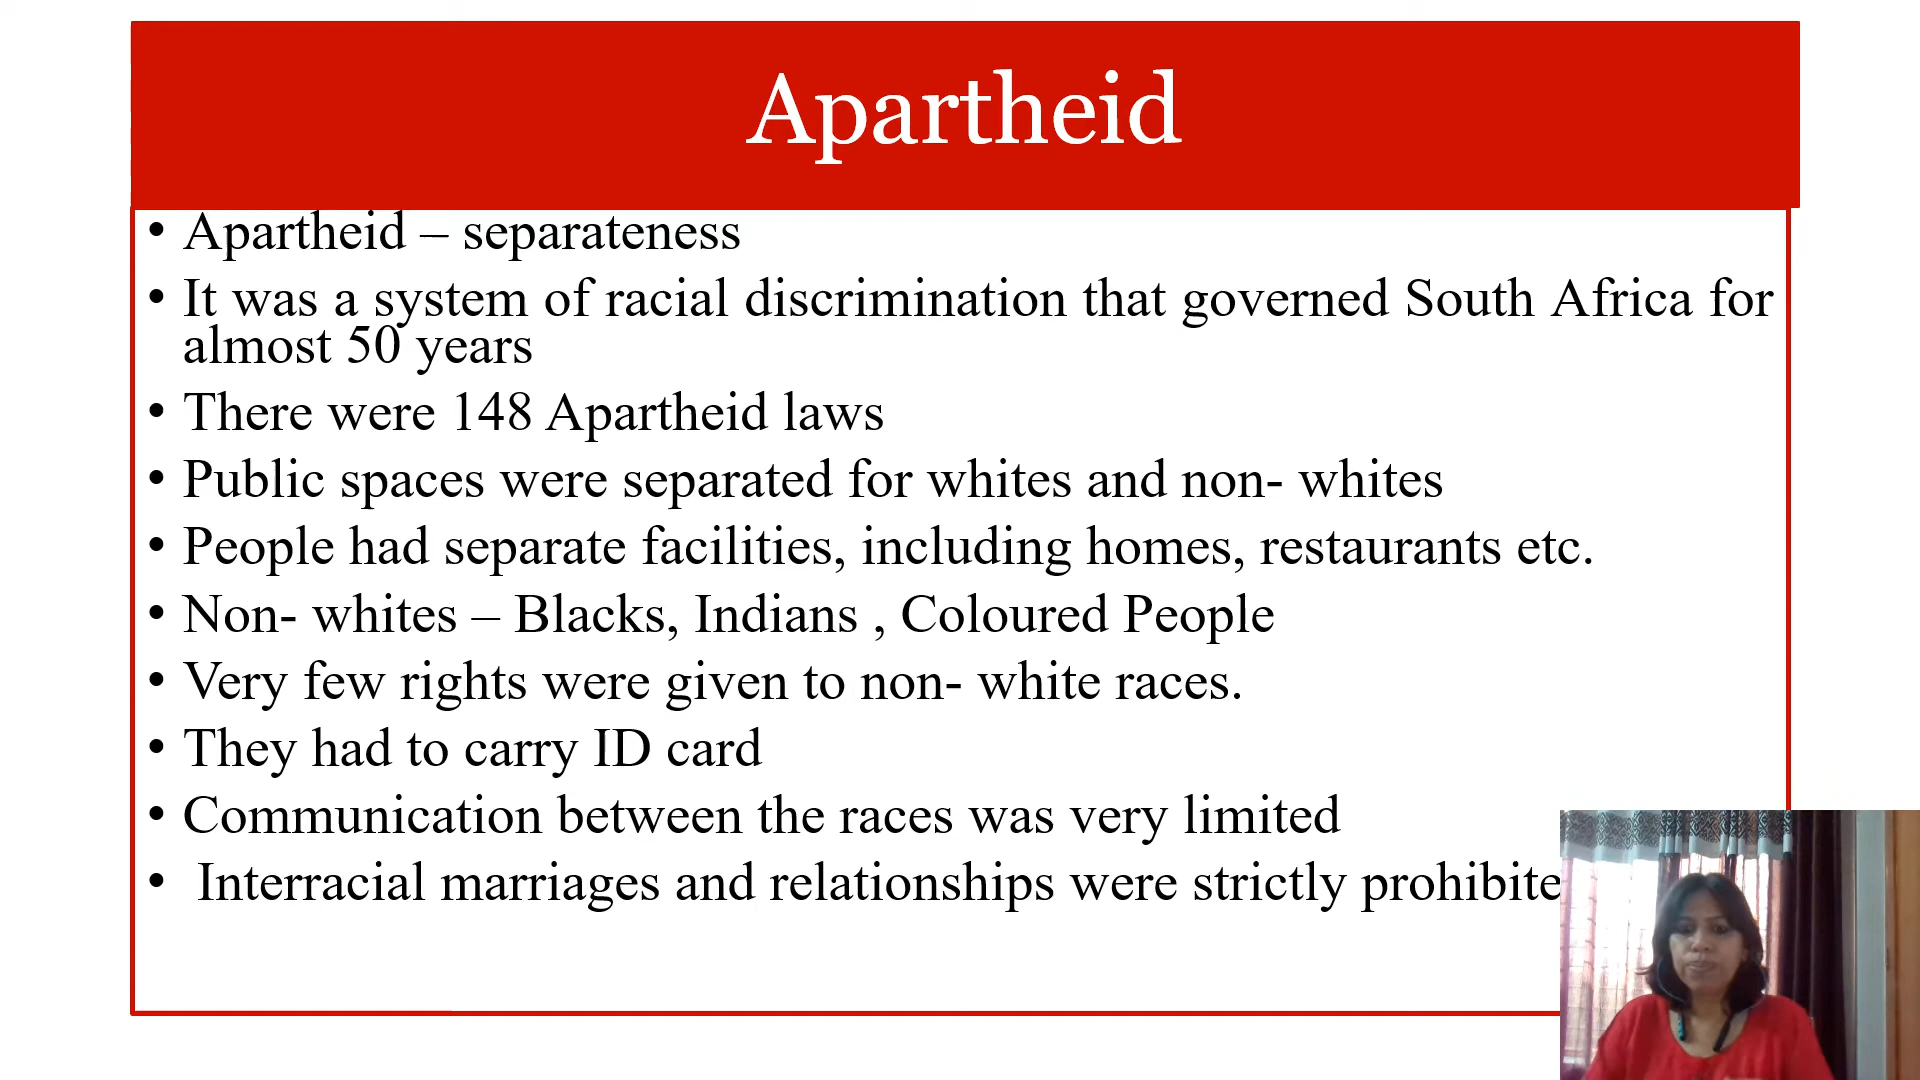 Apartheid
• Apartheid – separateness
• It was a system of racial discrimination that governed South Africa for
almost 50 years
• There were 148 Apartheid laws
• Public spaces were separated for whites and non- whites
• People had separate facilities, including homes, restaurants etc.
• Non- whites – Blacks, Indians , Coloured People
• Very few rights were given to non- white races.
• They had to carry ID card
• Communication between the races was very limited
• Interracial marriages and relationships were strictly prohibite